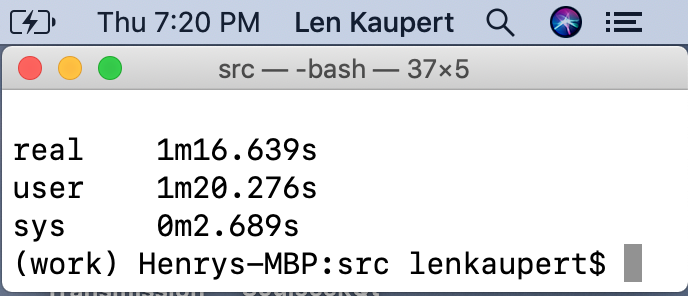 Thu 7:20 PM Len Kaupert
src — -bash — 37×5
real 1m16.639s
user 1m20.276s
sys 0m2.689s
(work) Henrys-MBP:src lenkaupert$
Transmission